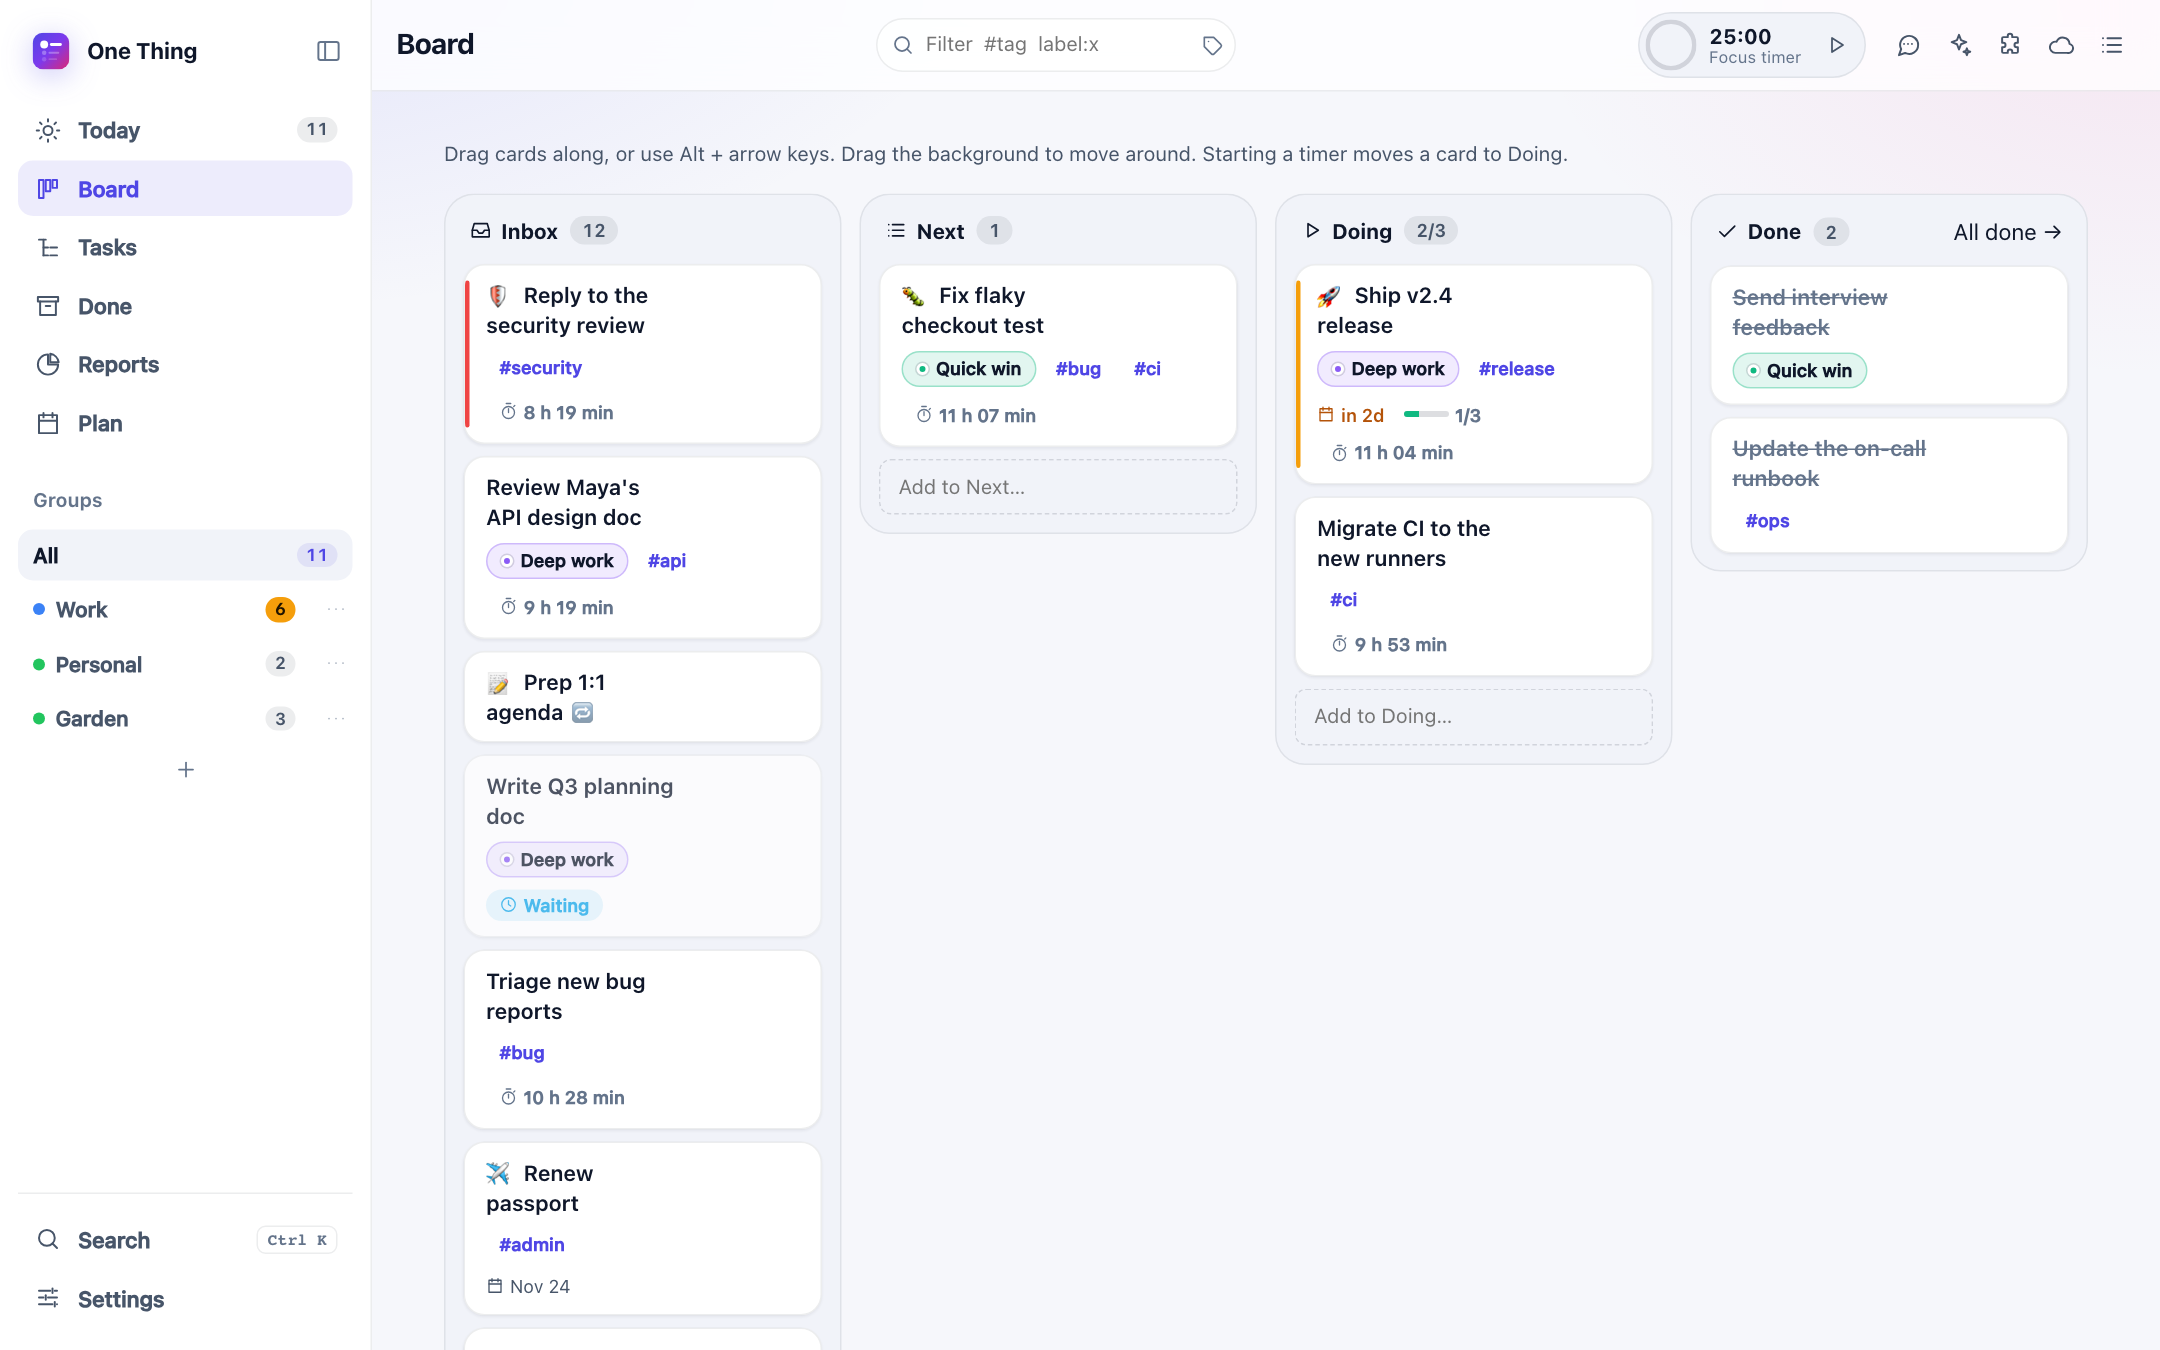 One Thing
Today 11
Board
Tasks
Done
Reports
Plan
Groups
All 11
Work 6
Personal 2
Garden 3
Search Ctrl K
Settings
Board
Filter #tag label:x
25:00
Focus timer
Drag cards along, or use Alt + arrow keys. Drag the background to move around. Starting a timer moves a card to Doing.
Inbox 12
Reply to the
security review
#security
8 h 19 min
Review Maya's
API design doc
Deep work #api
9 h 19 min
Prep 1:1
agenda
Write Q3 planning
doc
Deep work
Waiting
Triage new bug
reports
#bug
10 h 28 min
Renew
passport
#admin
Nov 24
Next 1
Fix flaky
checkout test
Quick win #bug #ci
11 h 07 min
Add to Next...
Doing 2/3
Ship v2.4
release
Deep work #release
in 2d 1/3
11 h 04 min
Migrate CI to the
new runners
#ci
9 h 53 min
Add to Doing...
Done 2 All done →
Send interview
feedback
Quick win
Update the on-call
runbook
#ops